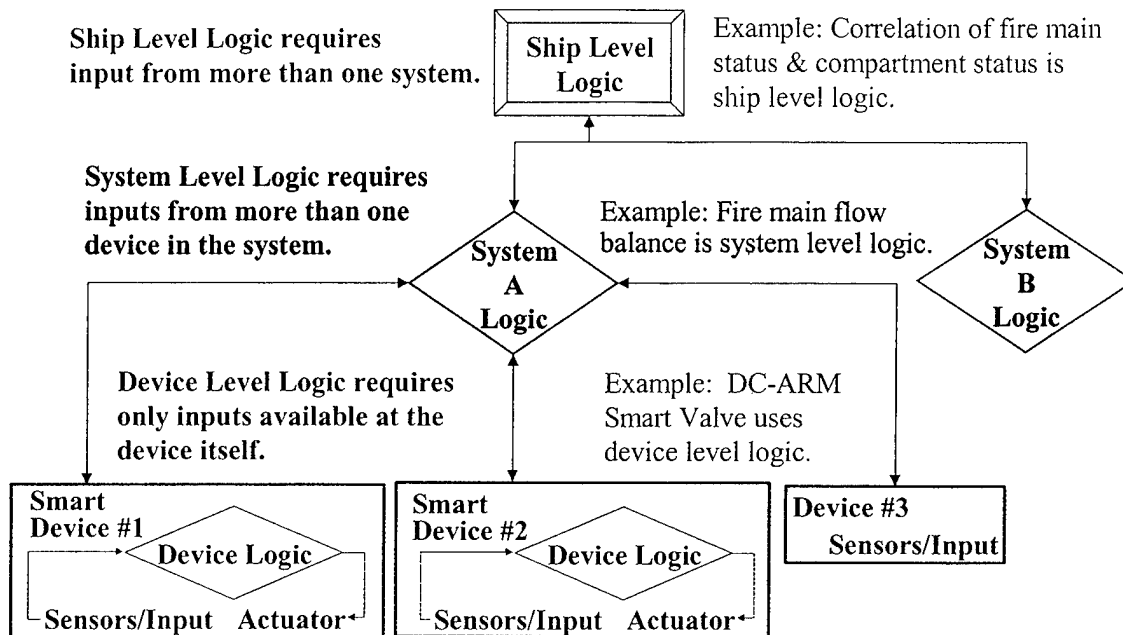 Ship Level Logic requires
input from more than one system.
Ship Level
Logic
Example: Correlation of fire main
status & compartment status is
ship level logic.
System Level Logic requires
inputs from more than one
device in the system.
System
A
Logic
Example: Fire main flow
balance is system level logic.
System
B
Logic
Device Level Logic requires
only inputs available at the
device itself.
Example: DC-ARM
Smart Valve uses
device level logic.
Smart
Device #1
Device Logic
Sensors/Input Actuator
Smart
Device #2
Device Logic
Sensors/Input Actuator
Device #3
Sensors/Input